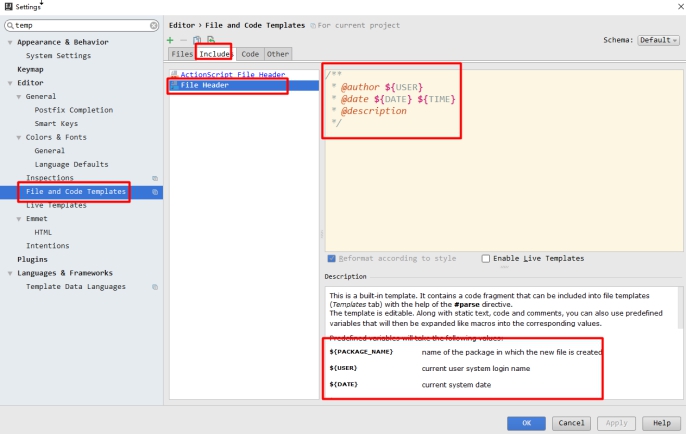 Settings
temp
Editor > File and Code Templates For current project
Schema: Default
Files Includes Code Other
Appearance & Behavior
System Settings
Keymap
Editor
General
Postfix Completion
Smart Keys
Colors & Fonts
General
Language Defaults
Inspections
File and Code Templates
Live Templates
Emmet
HTML
Intentions
Plugins
Languages & Frameworks
Template Data Languages
ActionScript File Header
File Header
/**
* @author ${USER}
* @date ${DATE} ${TIME}
* @description
*/
Reformat according to style Enable Live Templates
Description
This is a built-in template. It contains a code fragment that can be included into file templates
(Templates tab) with the help of the #parse directive.
The template is editable. Along with static text, code and comments, you can also use predefined
variables that will then be expanded like macros into the corresponding values.
Predefined variables will take the following values:
${PACKAGE_NAME} name of the package in which the new file is created
${USER} current user system login name
${DATE} current system date
OK Cancel Apply Help